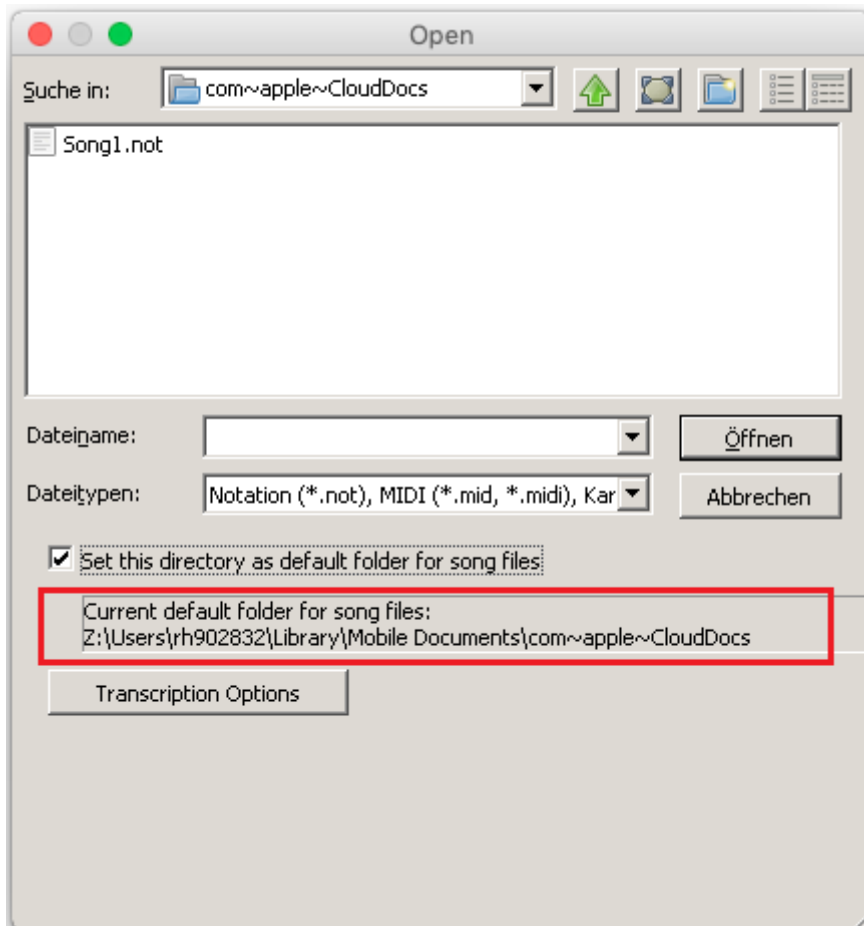 Open
Suche in:
com~apple~CloudDocs
Song1.not
Dateiname:
Öffnen
Dateitypen:
Notation (*.not), MIDI (*.mid, *.midi), Kar
Abbrechen
Set this directory as default folder for song files
Current default folder for song files:
Z:\Users\rh902832\Library\Mobile Documents\com~apple~CloudDocs
Transcription Options